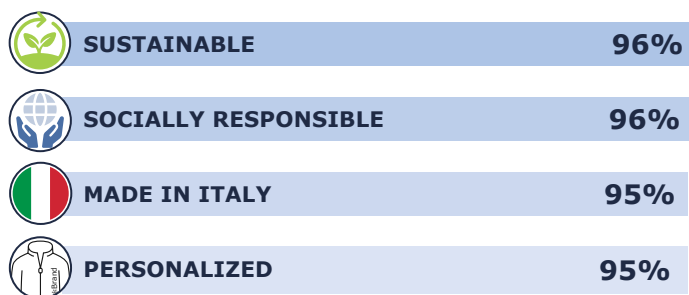 SUSTAINABLE 96%
SOCIALLY RESPONSIBLE 96%
MADE IN ITALY 95%
PERSONALIZED 95%